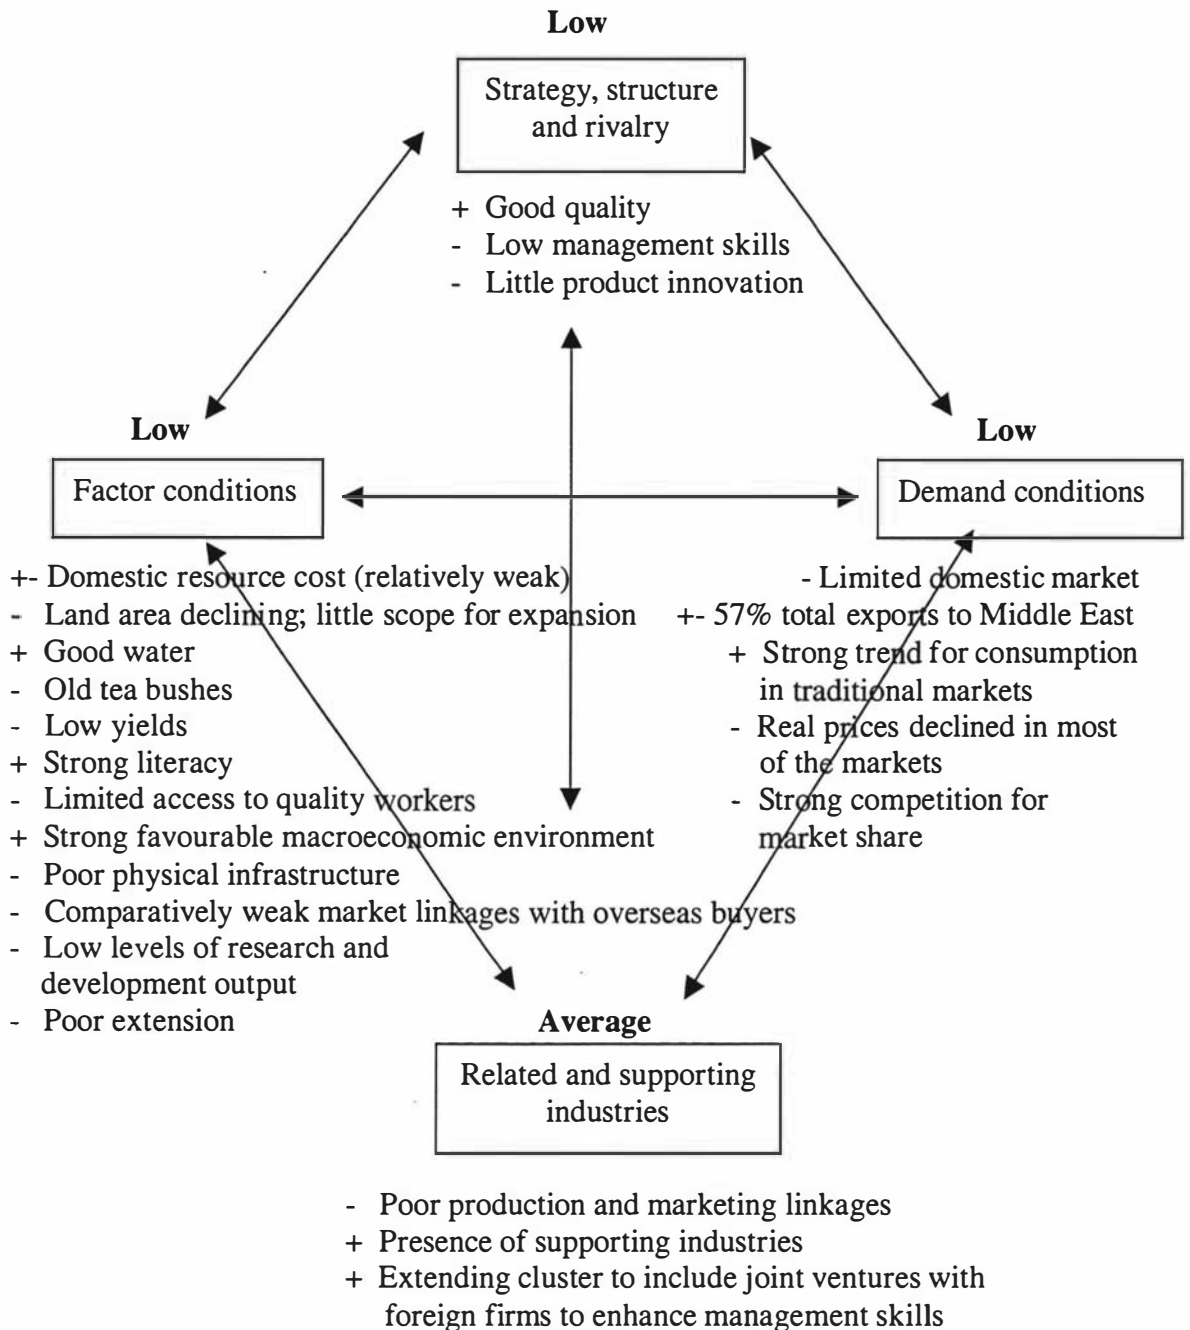 Low
Strategy, structure
and rivalry
+ Good quality
- Low management skills
- Little product innovation
Low
Factor conditions
+- Domestic resource cost (relatively weak)
- Land area declining; little scope for expansion
+ Good water
- Old tea bushes
- Low yields
+ Strong literacy
- Limited access to quality workers
+ Strong favourable macroeconomic environment
- Poor physical infrastructure
- Comparatively weak market linkages with overseas buyers
- Low levels of research and
development output
- Poor extension
Low
Demand conditions
- Limited domestic market
+- 57% total exports to Middle East
+ Strong trend for consumption
in traditional markets
- Real prices declined in most
of the markets
- Strong competition for
market share
Average
Related and supporting
industries
- Poor production and marketing linkages
+ Presence of supporting industries
+ Extending cluster to include joint ventures with
foreign firms to enhance management skills